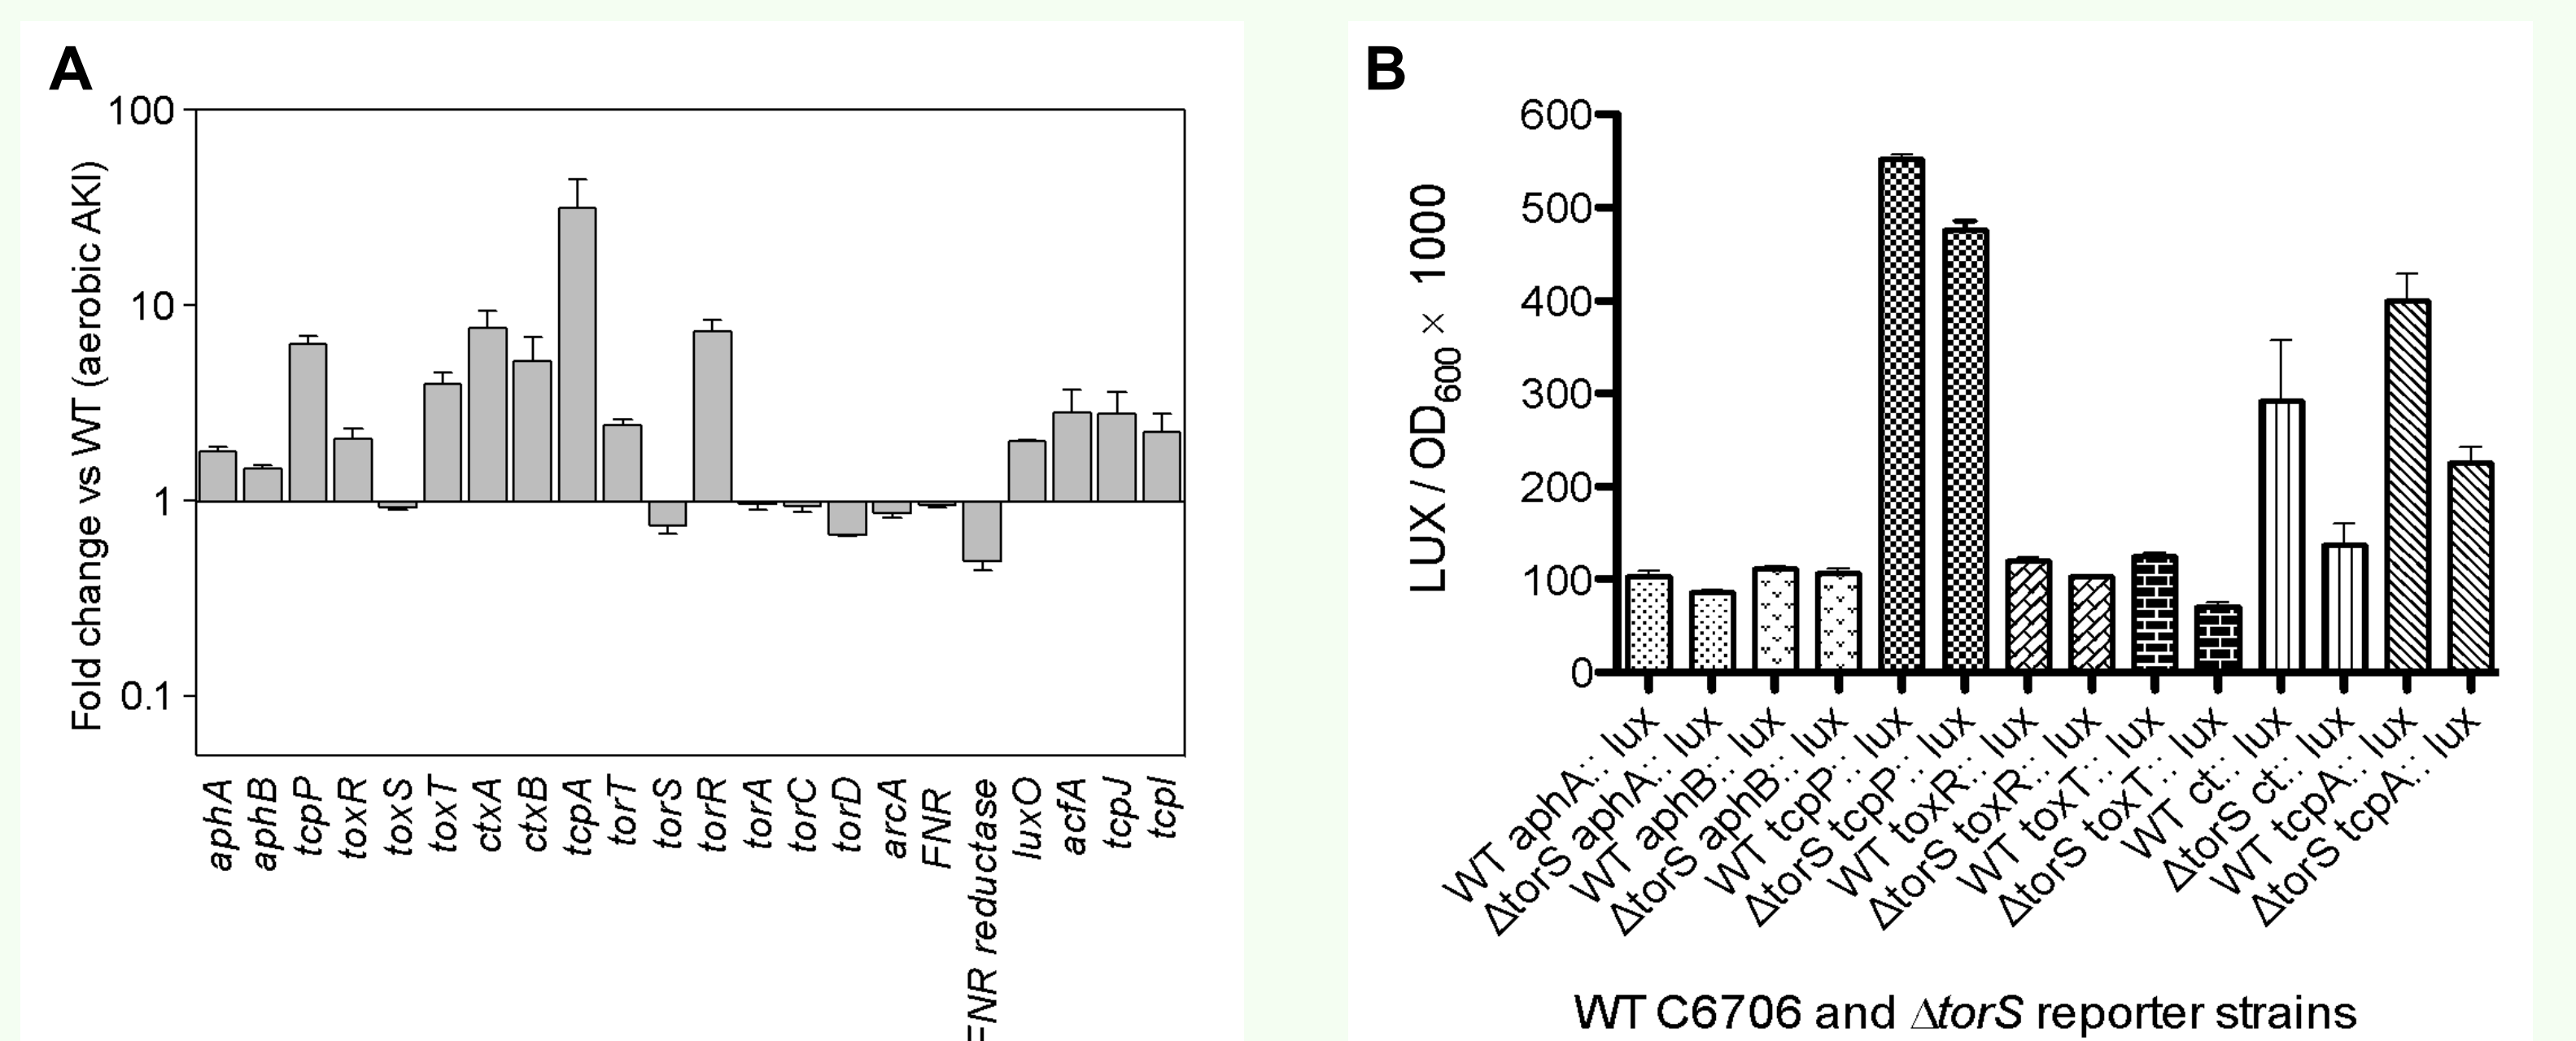 A
Fold change vs WT (aerobic AKI)
100
10
1
0.1
aphA
aphB
tcpP
toxR
toxS
toxT
ctxA
ctxB
tcpA
torT
torS
torR
torA
torC
torD
arcA
FNR
FNR reductase
luxO
acfA
tcpJ
tcpI
B
LUX / OD600 × 1000
600
500
400
300
200
100
0
WT aphA:: lux
ΔtorS aphA:: lux
WT aphB:: lux
ΔtorS aphB:: lux
WT tcpP:: lux
ΔtorS tcpP:: lux
WT toxR:: lux
ΔtorS toxR:: lux
WT toxT:: lux
ΔtorS toxT:: lux
WT ct:: lux
ΔtorS ct:: lux
WT tcpA:: lux
ΔtorS tcpA:: lux
WT C6706 and ΔtorS reporter strains